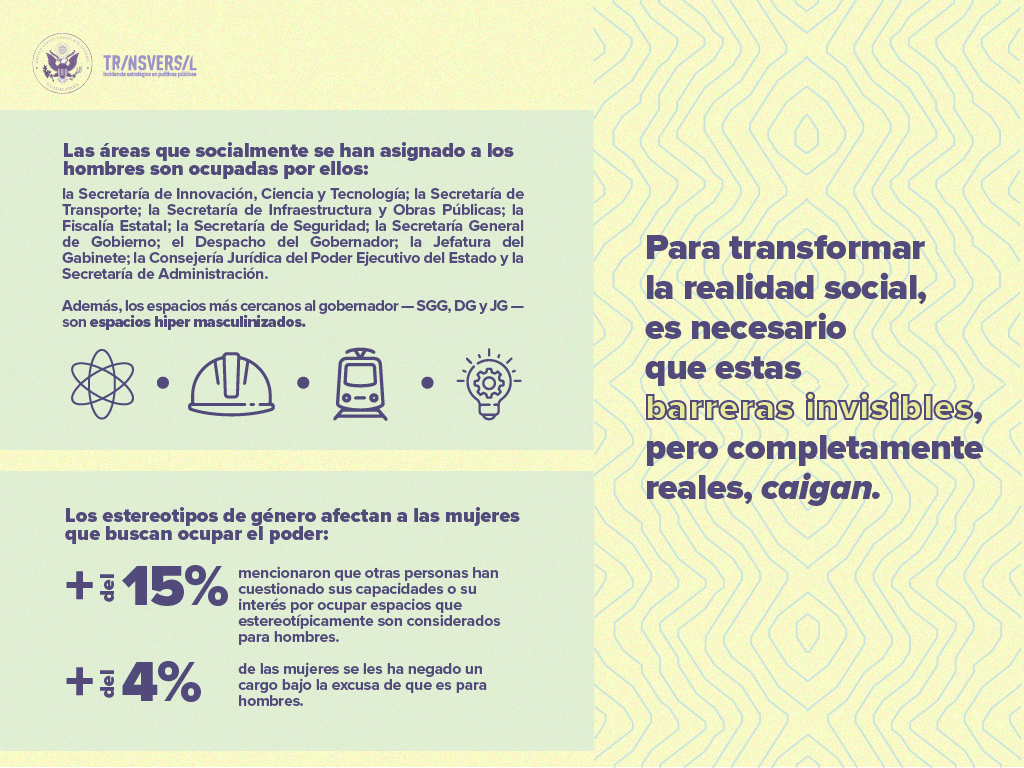 TR/NSVERS/L
Incidencia estratégica en políticas públicas
Las áreas que socialmente se han asignado a los
hombres son ocupadas por ellos:
la Secretaría de Innovación, Ciencia y Tecnología; la Secretaría de
Transporte; la Secretaría de Infraestructura y Obras Públicas; la
Fiscalía Estatal; la Secretaría de Seguridad; la Secretaría General
de Gobierno; el Despacho del Gobernador; la Jefatura del
Gabinete; la Consejería Jurídica del Poder Ejecutivo del Estado y la
Secretaría de Administración.
Además, los espacios más cercanos al gobernador — SGG, DG y JG —
son espacios hiper masculinizados.
Los estereotipos de género afectan a las mujeres
que buscan ocupar el poder:
+ del 15%
mencionaron que otras personas han
cuestionado sus capacidades o su
interés por ocupar espacios que
estereotípicamente son considerados
para hombres.
+ del 4%
de las mujeres se les ha negado un
cargo bajo la excusa de que es para
hombres.
Para transformar
la realidad social,
es necesario
que estas
barreras invisibles,
pero completamente
reales, caigan.